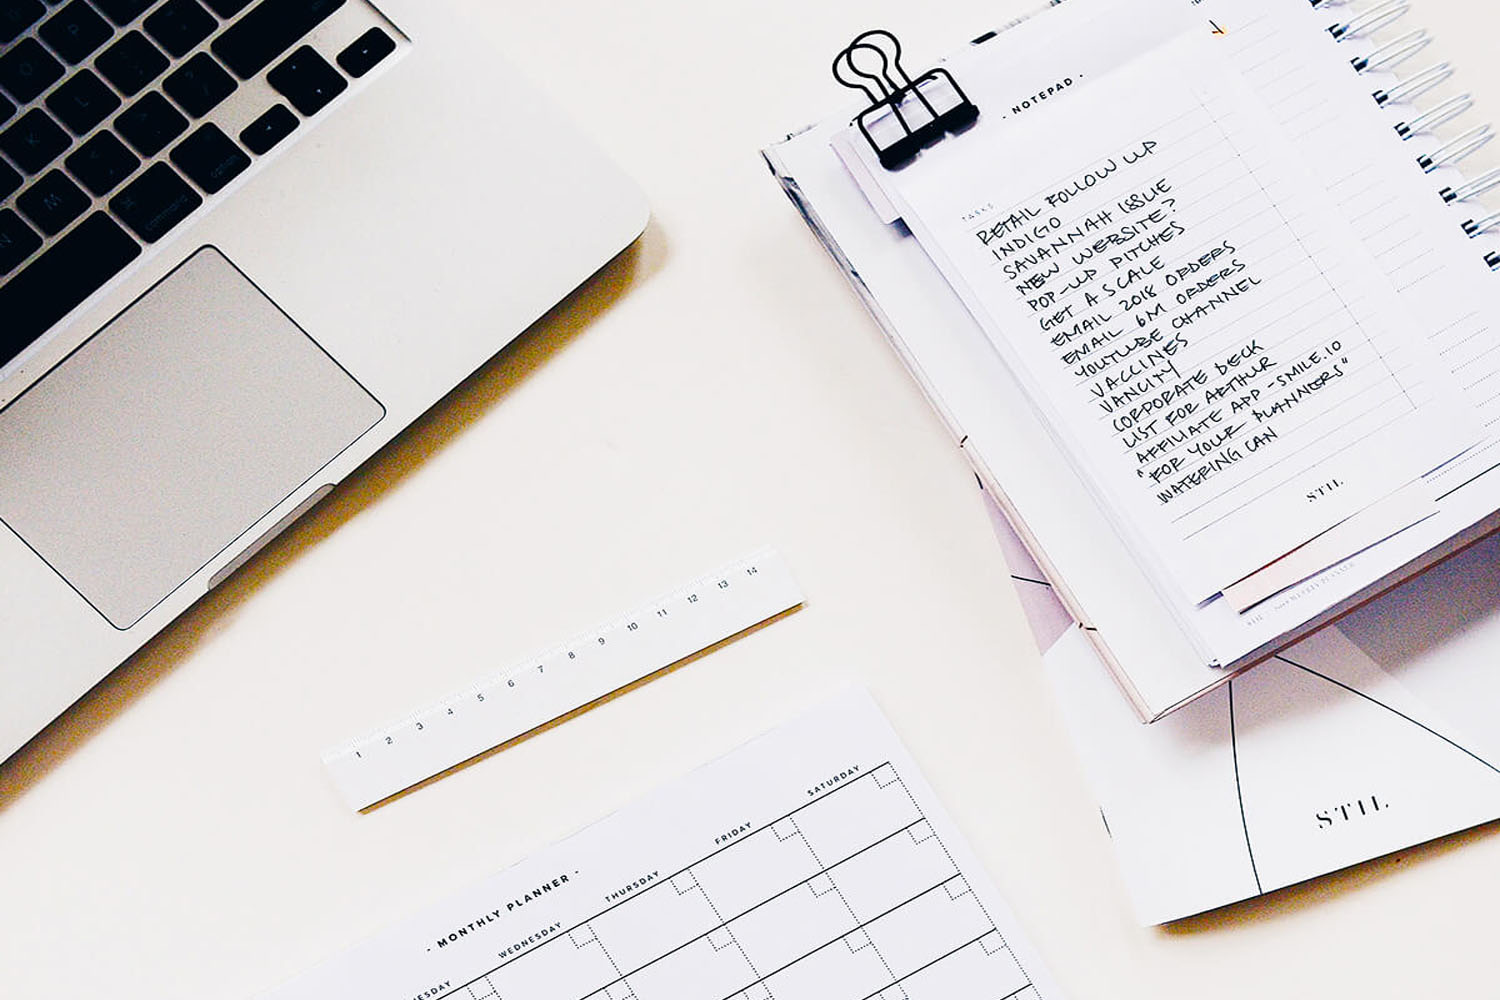 option
command
M
N
K
L
?
- NOTEPAD -
TASKS
RETAIL FOLLOW UP
INDIGO
SAVANNAH ISSUE
NEW WEBSITE?
POP-UP PITCHES
GET A SCALE
EMAIL 2018 ORDERS
EMAIL 6M ORDERS
YOUTUBE CHANNEL
VACCINES
VANCITY
CORPORATE DECK
LIST FOR ARTHUR
AFFILIATE APP - SMILE.IO
"FOR YOUR PLANNERS"
WATERING CAN
STIL
1 2 3 4 5 6 7 8 9 10 11 12 13 14
STIL
- MONTHLY PLANNER -
WEDNESDAY THURSDAY FRIDAY SATURDAY